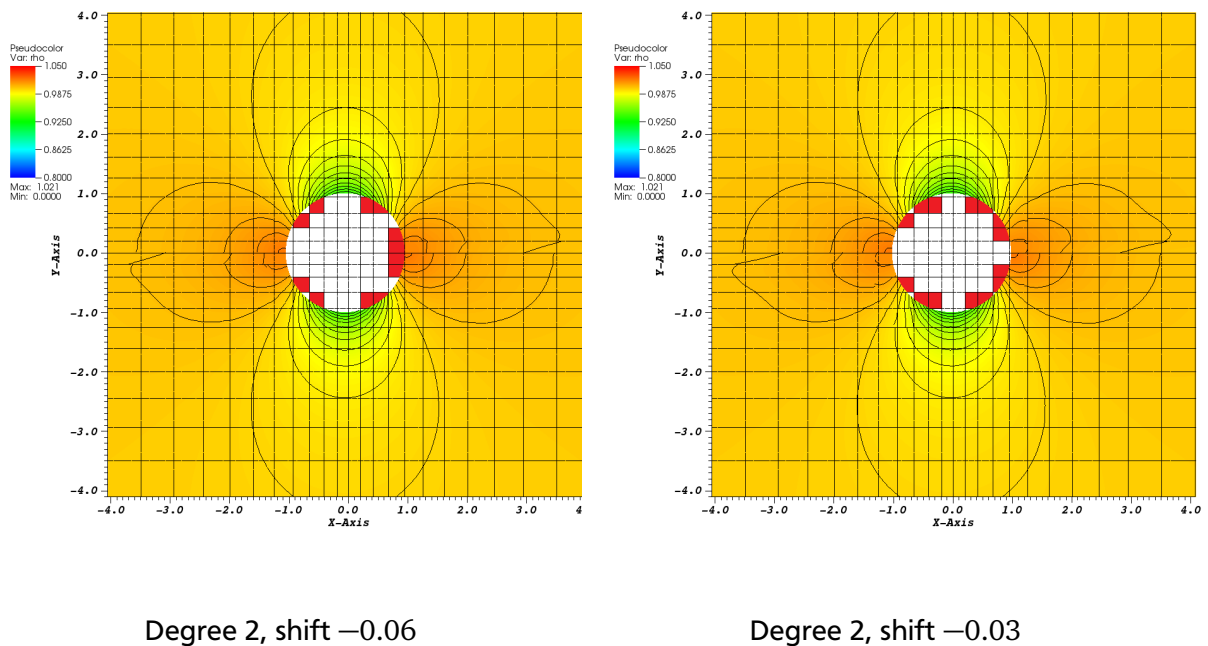 Pseudocolor
Var: rho
1.050
0.9875
0.9250
0.8625
0.8000
Max: 1.021
Min: 0.0000
4.0
3.0
2.0
1.0
0.0
-1.0
-2.0
-3.0
-4.0
Y-Axis
-4.0 -3.0 -2.0 -1.0 0.0 1.0 2.0 3.0 4
X-Axis
Pseudocolor
Var: rho
1.050
0.9875
0.9250
0.8625
0.8000
Max: 1.021
Min: 0.0000
4.0
3.0
2.0
1.0
0.0
-1.0
-2.0
-3.0
-4.0
Y-Axis
-4.0 -3.0 -2.0 -1.0 0.0 1.0 2.0 3.0 4.0
X-Axis
Degree 2, shift −0.06
Degree 2, shift −0.03